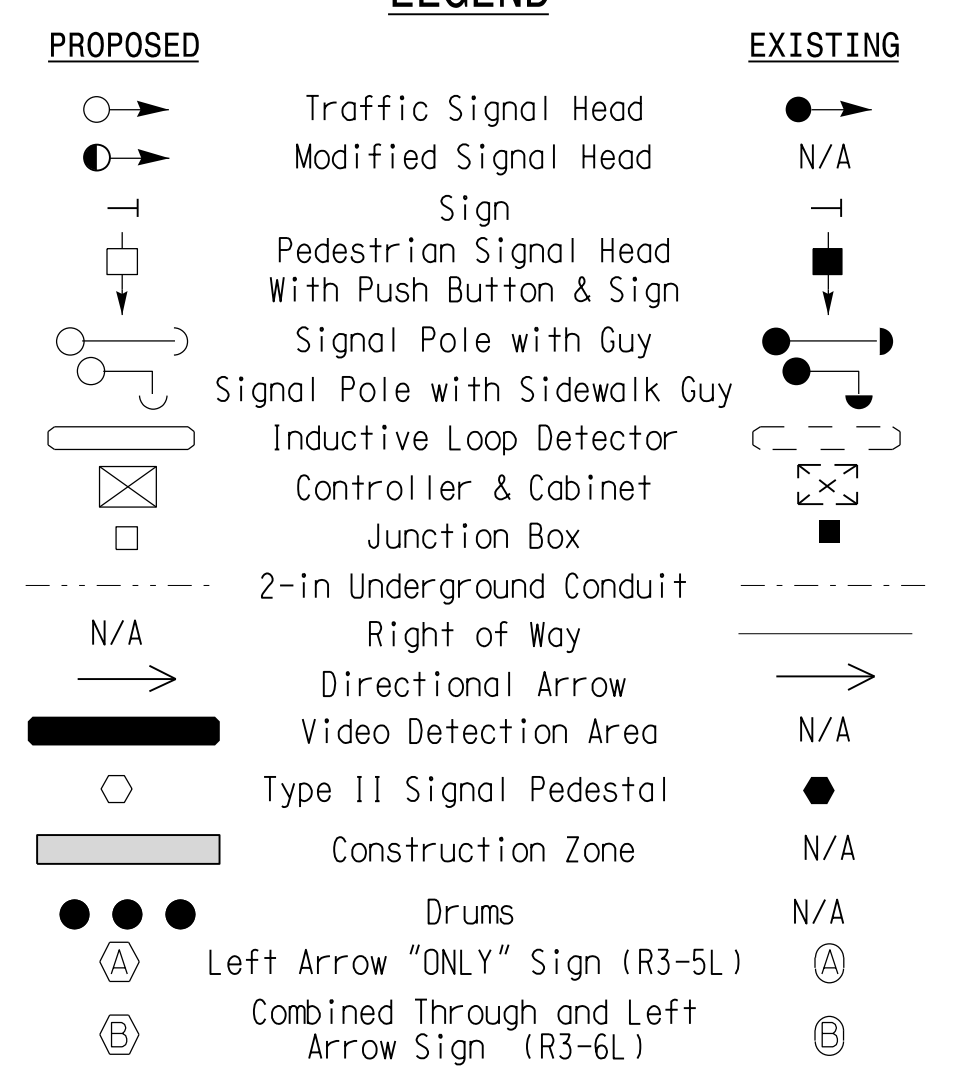 LEGEND
PROPOSED EXISTING
Traffic Signal Head
Modified Signal Head N/A
Sign
Pedestrian Signal Head
With Push Button & Sign
Signal Pole with Guy
Signal Pole with Sidewalk Guy
Inductive Loop Detector
Controller & Cabinet
Junction Box
2-in Underground Conduit
N/A Right of Way
Directional Arrow
Video Detection Area N/A
Type II Signal Pedestal
Construction Zone N/A
Drums N/A
A Left Arrow "ONLY" Sign (R3-5L) A
Combined Through and Left
B Arrow Sign (R3-6L) B